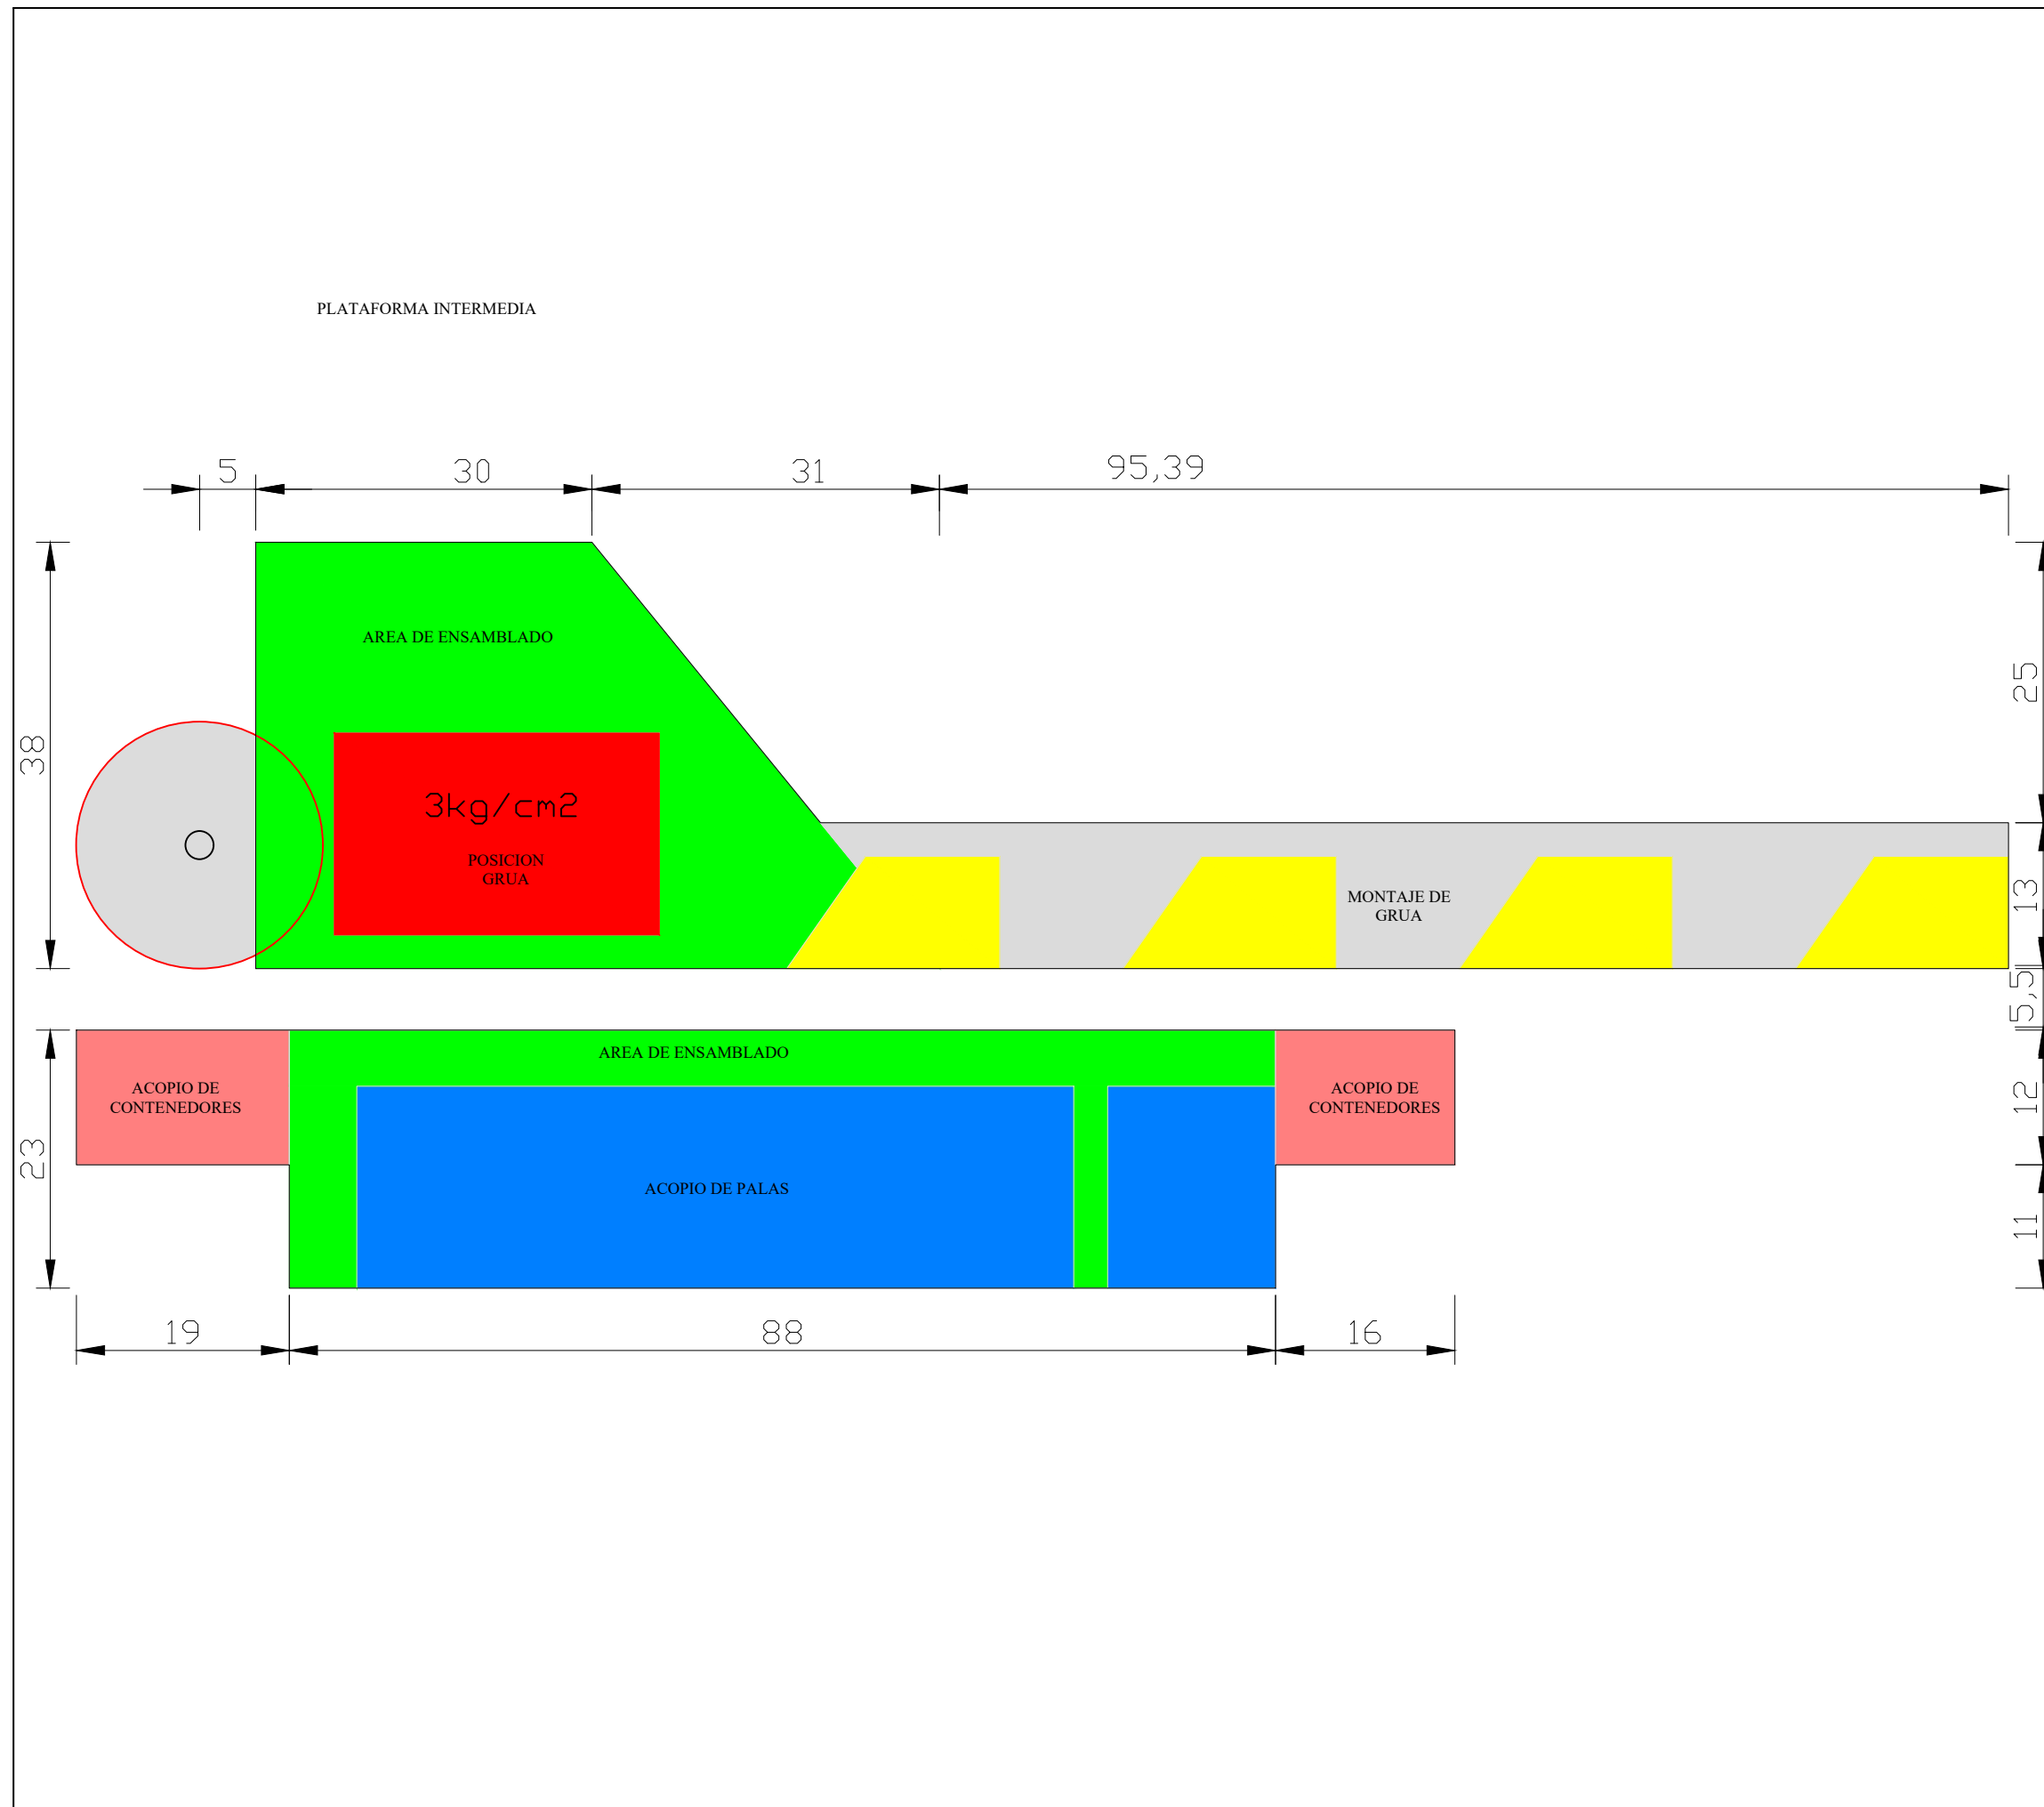 PLATAFORMA INTERMEDIA
5
30
31
95,39
38
25
AREA DE ENSAMBLADO
3kg/cm2
POSICION
GRUA
MONTAJE DE
GRUA
13
5,5
AREA DE ENSAMBLADO
ACOPIO DE
CONTENEDORES
ACOPIO DE
CONTENEDORES
12
23
ACOPIO DE PALAS
11
19
88
16